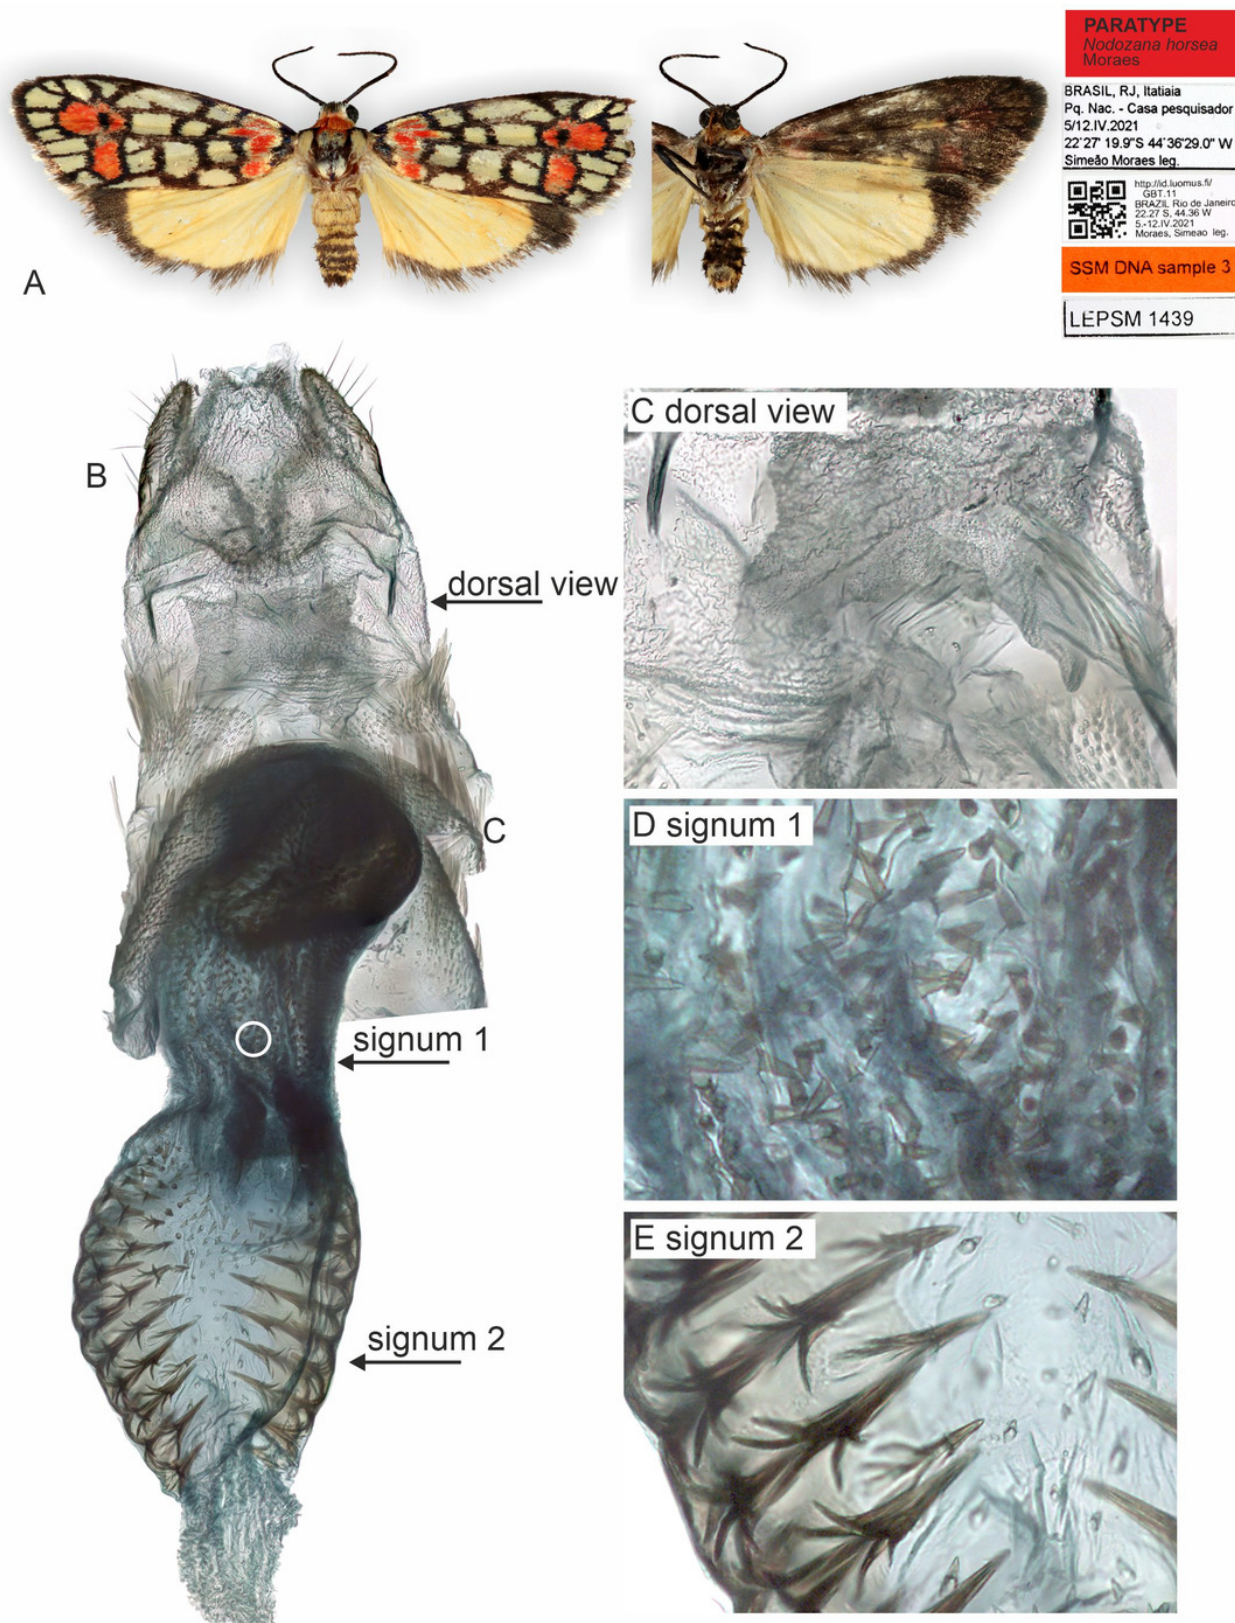 PARATYPE
Nodozana horsea
Moraes
BRASIL, RJ, Itatiaia
Pq. Nac. - Casa pesquisador
5/12.IV.2021
22°27' 19.9"S 44°36'29.0" W
Simeão Moraes leg.
http://id.luomus.fi/
GBT.11
BRAZIL Rio de Janeiro
22.27 S, 44.36 W
5.-12.IV.2021
Moraes, Simeao leg.
SSM DNA sample 3
LEPSM 1439
A
B
dorsal view
C
signum 1
signum 2
C dorsal view
D signum 1
E signum 2